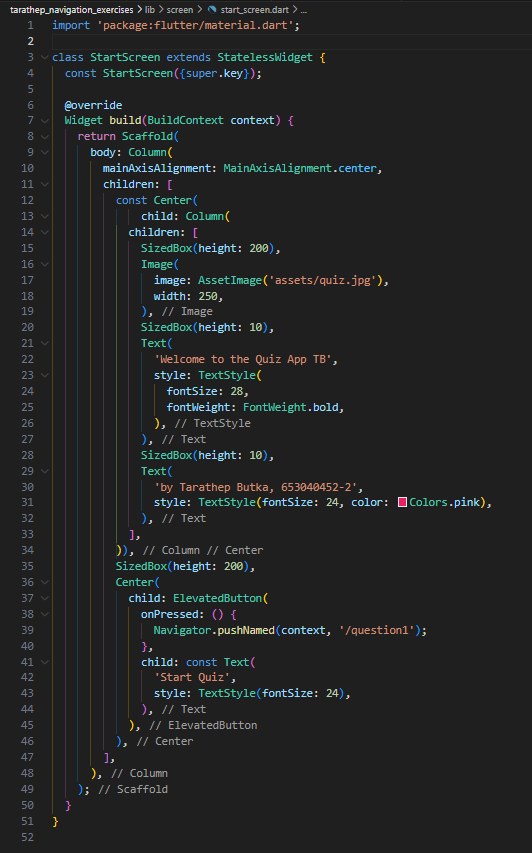 tarathep_navigation_exercises > lib > screen > start_screen.dart > ...
1 import 'package:flutter/material.dart';
2
3 class StartScreen extends StatelessWidget {
4   const StartScreen({super.key});
5
6   @override
7   Widget build(BuildContext context) {
8     return Scaffold(
9       body: Column(
10         mainAxisAlignment: MainAxisAlignment.center,
11         children: [
12           const Center(
13               child: Column(
14             children: [
15               SizedBox(height: 200),
16               Image(
17                 image: AssetImage('assets/quiz.jpg'),
18                 width: 250,
19               ), // Image
20               SizedBox(height: 10),
21               Text(
22                 'Welcome to the Quiz App TB',
23                 style: TextStyle(
24                   fontSize: 28,
25                   fontWeight: FontWeight.bold,
26                 ), // TextStyle
27               ), // Text
28               SizedBox(height: 10),
29               Text(
30                 'by Tarathep Butka, 653040452-2',
31                 style: TextStyle(fontSize: 24, color: Colors.pink),
32               ), // Text
33             ],
34           )), // Column // Center
35           SizedBox(height: 200),
36           Center(
37             child: ElevatedButton(
38               onPressed: () {
39                 Navigator.pushNamed(context, '/question1');
40               },
41               child: const Text(
42                 'Start Quiz',
43                 style: TextStyle(fontSize: 24),
44               ), // Text
45             ), // ElevatedButton
46           ), // Center
47         ],
48       ), // Column
49     ); // Scaffold
50   }
51 }
52